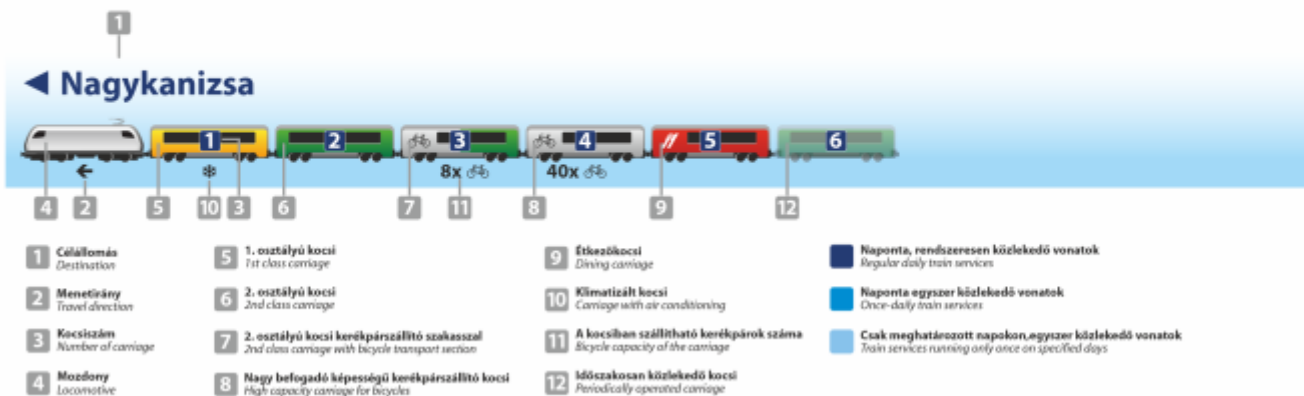 1
◄ Nagykanizsa
1 2 3 4 5 6
8x 40x
4 2 5 10 3 6 7 11 8 9 12
1 Célállomás
Destination
2 Menetirány
Travel direction
3 Kocsiszám
Number of carriage
4 Mozdony
Locomotive
5 1. osztályú kocsi
1st class carriage
6 2. osztályú kocsi
2nd class carriage
7 2. osztályú kocsi kerékpárszállító szakasszal
2nd class carriage with bicycle transport section
8 Nagy befogadó képességű kerékpárszállító kocsi
High capacity carriage for bicycles
9 Étkezőkocsi
Dining carriage
10 Klimatizált kocsi
Carriage with air conditioning
11 A kocsiban szállítható kerékpárok száma
Bicycle capacity of the carriage
12 Időszakosan közlekedő kocsi
Periodically operated carriage
Naponta, rendszeresen közlekedő vonatok
Regular daily train services
Naponta egyszer közlekedő vonatok
Once-daily train services
Csak meghatározott napokon,egyszer közlekedő vonatok
Train services running only once on specified days